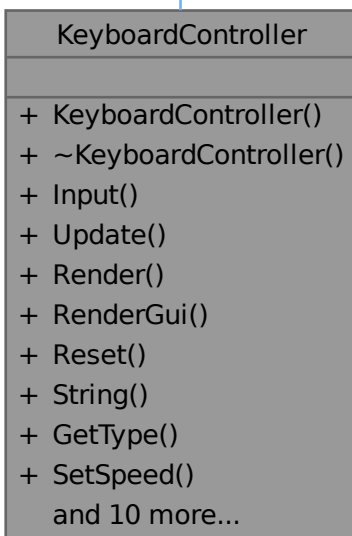 KeyboardController
+ KeyboardController()
+ ~KeyboardController()
+ Input()
+ Update()
+ Render()
+ RenderGui()
+ Reset()
+ String()
+ GetType()
+ SetSpeed()
and 10 more...